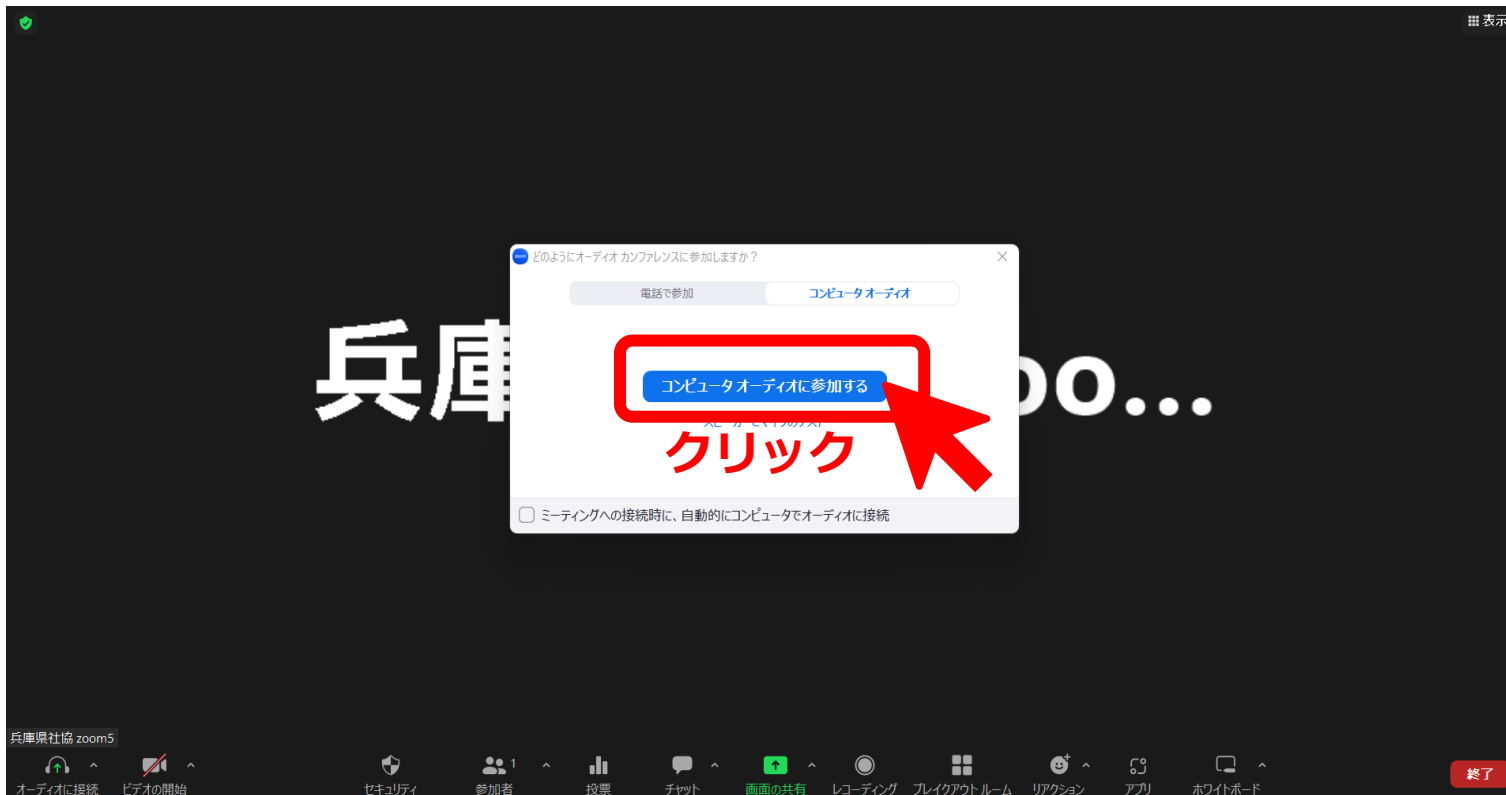 表示
zoom どのようにオーディオ カンファレンスに参加しますか?
電話で参加 コンピュータ オーディオ
兵庫 oo...
コンピュータ オーディオに参加する
クリック
ミーティングへの接続時に、自動的にコンピュータでオーディオに接続
兵庫県社協 zoom5
1
オーディオに接続 ビデオの開始 セキュリティ 参加者 投票 チャット 画面の共有 レコーディング ブレイクアウト ルーム リアクション アプリ ホワイトボード 終了